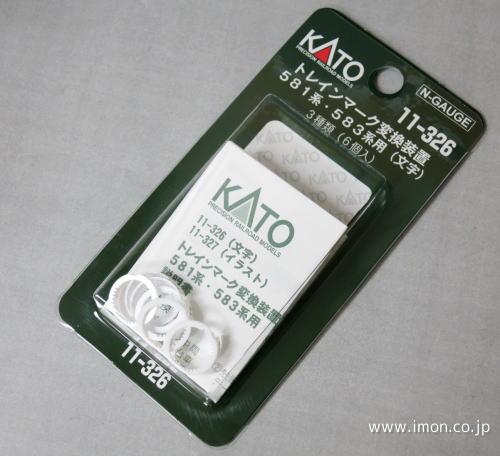 KATO
PRECISION RAILROAD MODELS
N-GAUGE
11-326
トレインマーク変換装置
581系・583系用(文字)
3種類(6個入)
KATO
PRECISION RAILROAD MODELS
11-326 (文字)
11-327 (イラスト)
トレインマーク変換装置
581系・583系用
説明書
11-326
www.imon.co.jp